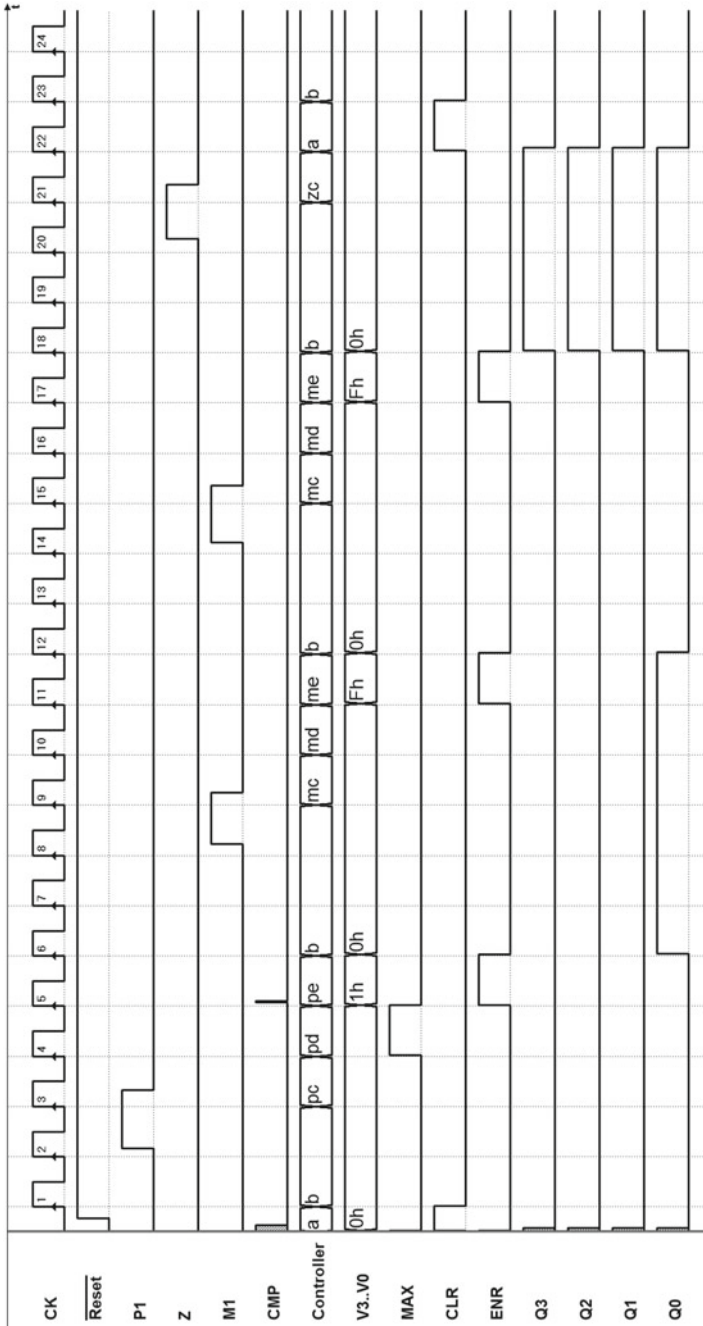 t
CK 1 2 3 4 5 6 7 8 9 10 11 12 13 14 15 16 17 18 19 20 21 22 23 24
Reset
P1
Z
M1
CMP
Controller a b pc pd pe b mc md me b mc md me b zc a b
V3..V0 0h 1h 0h Fh 0h Fh 0h
MAX
CLR
ENR
Q3
Q2
Q1
Q0